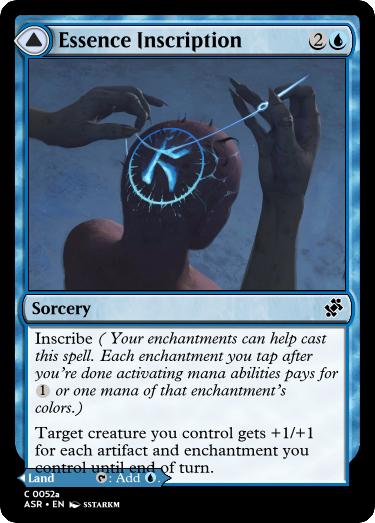 Essence Inscription 2
Sorcery
Inscribe ( Your enchantments can help cast
this spell. Each enchantment you tap after
you're done activating mana abilities pays for
1 or one mana of that enchantment's
colors.)
Target creature you control gets +1/+1
for each artifact and enchantment you
control until end of turn.
Land : Add .
C 0052a
ASR • EN SSTARKM